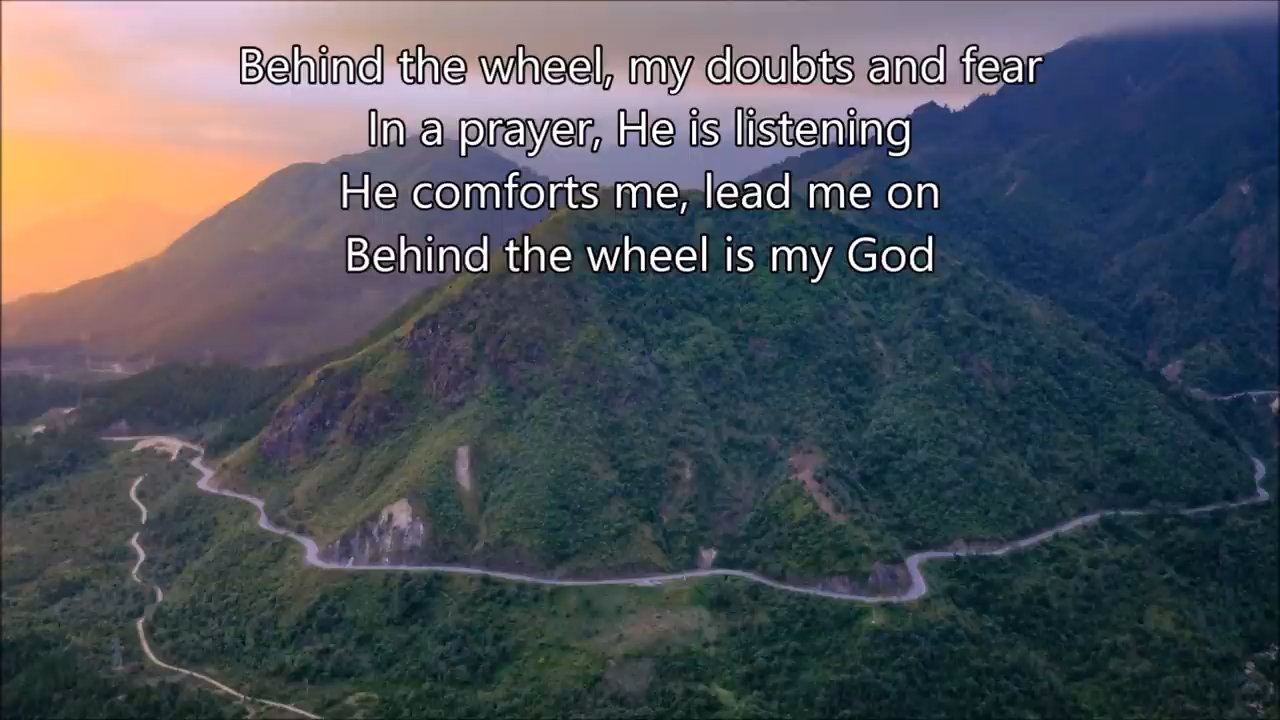 Behind the wheel, my doubts and fear
In a prayer, He is listening
He comforts me, lead me on
Behind the wheel is my God